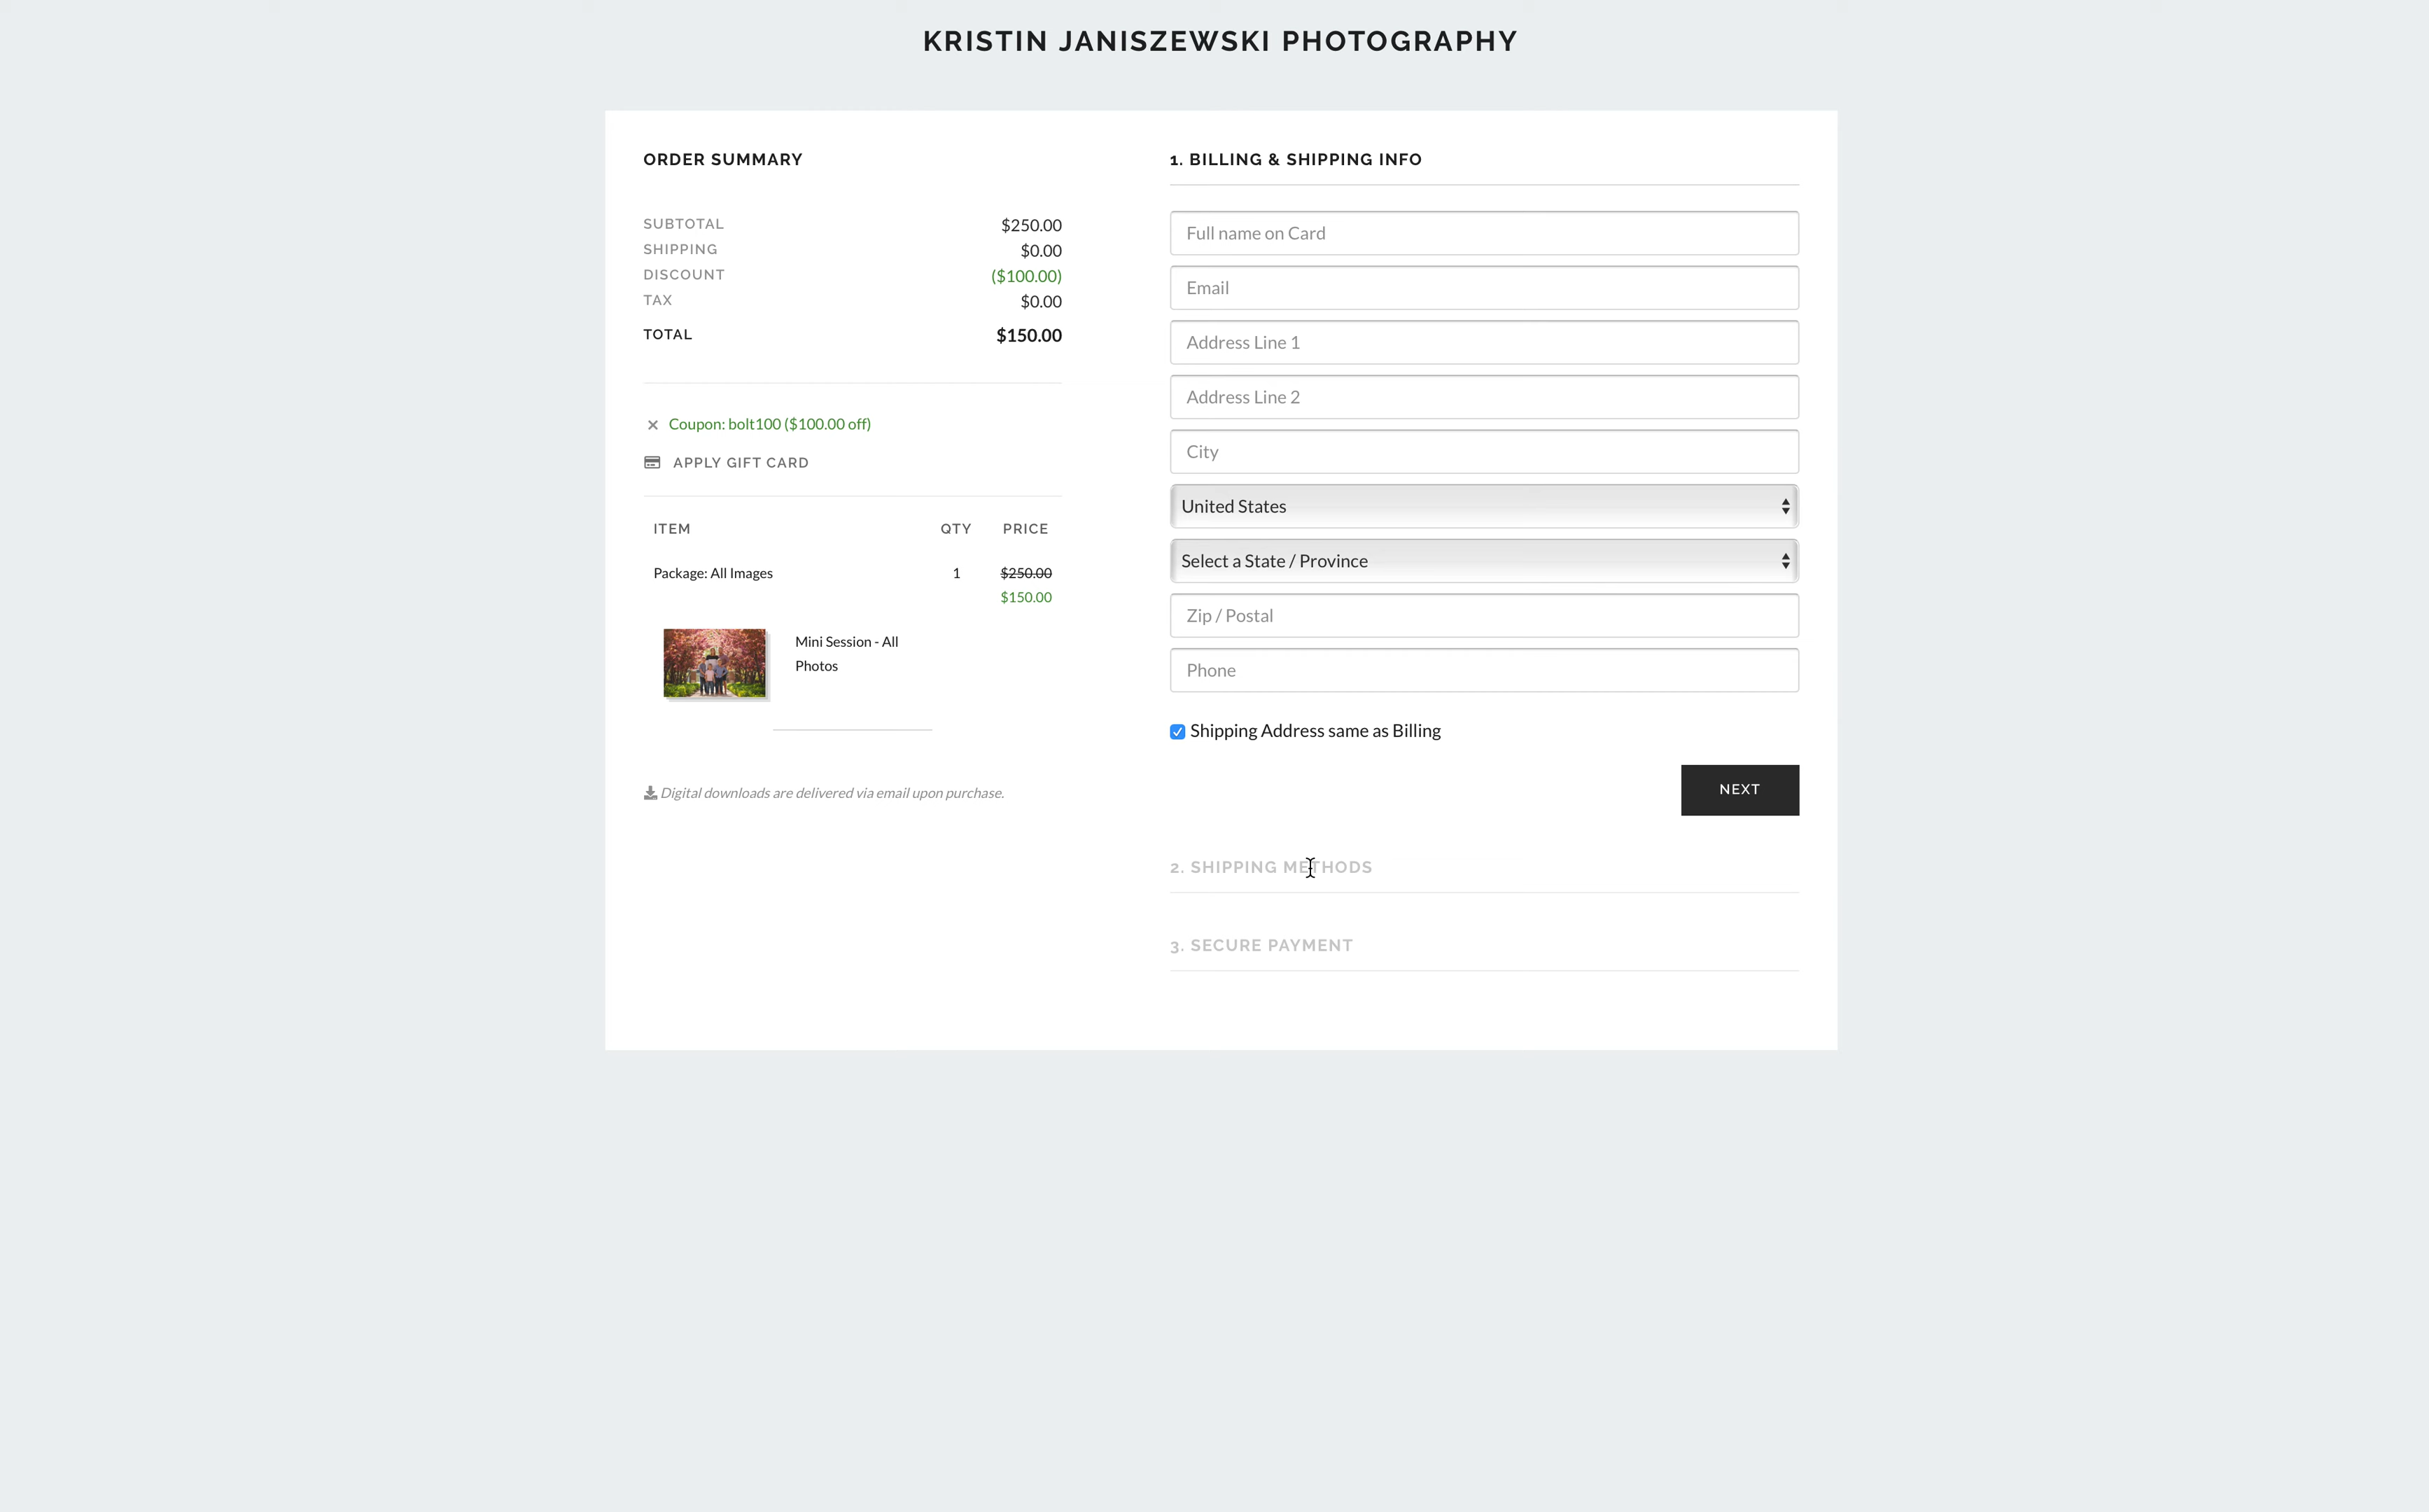 KRISTIN JANISZEWSKI PHOTOGRAPHY
ORDER SUMMARY
SUBTOTAL $250.00
SHIPPING $0.00
DISCOUNT ($100.00)
TAX $0.00
TOTAL $150.00
× Coupon: bolt100 ($100.00 off)
APPLY GIFT CARD
ITEM QTY PRICE
Package: All Images 1 $250.00
$150.00
Mini Session - All
Photos
Digital downloads are delivered via email upon purchase.
1. BILLING & SHIPPING INFO
Full name on Card
Email
Address Line 1
Address Line 2
City
United States
Select a State / Province
Zip / Postal
Phone
Shipping Address same as Billing
NEXT
2. SHIPPING METHODS
3. SECURE PAYMENT